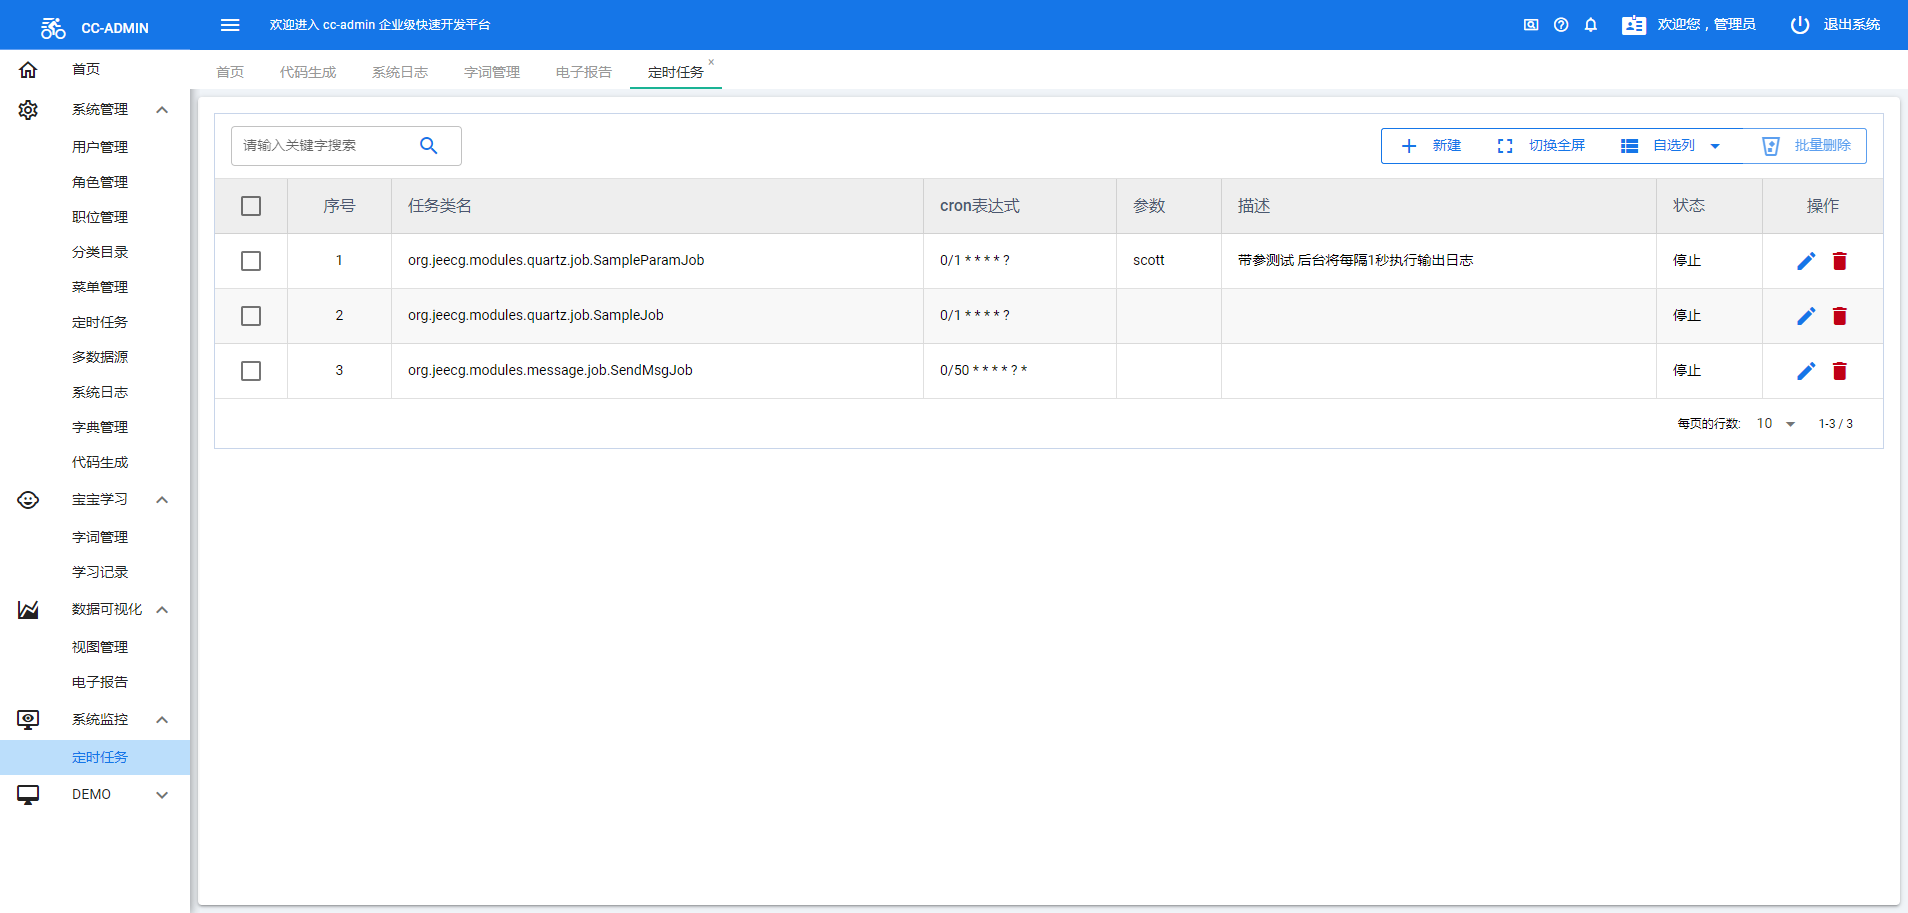 CC-ADMIN
欢迎进入 cc-admin 企业级快速开发平台
欢迎您，管理员
退出系统
首页
系统管理
用户管理
角色管理
职位管理
分类目录
菜单管理
定时任务
多数据源
系统日志
字典管理
代码生成
宝宝学习
字词管理
学习记录
数据可视化
视图管理
电子报告
系统监控
定时任务
DEMO
首页 代码生成 系统日志 字词管理 电子报告 定时任务 ×
请输入关键字搜索
新建 切换全屏 自选列 批量删除
序号 任务类名 cron表达式 参数 描述 状态 操作
1 org.jeecg.modules.quartz.job.SampleParamJob 0/1 * * * * ? scott 带参测试 后台将每隔1秒执行输出日志 停止
2 org.jeecg.modules.quartz.job.SampleJob 0/1 * * * * ? 停止
3 org.jeecg.modules.message.job.SendMsgJob 0/50 * * * * ? * 停止
每页的行数: 10 1-3 / 3